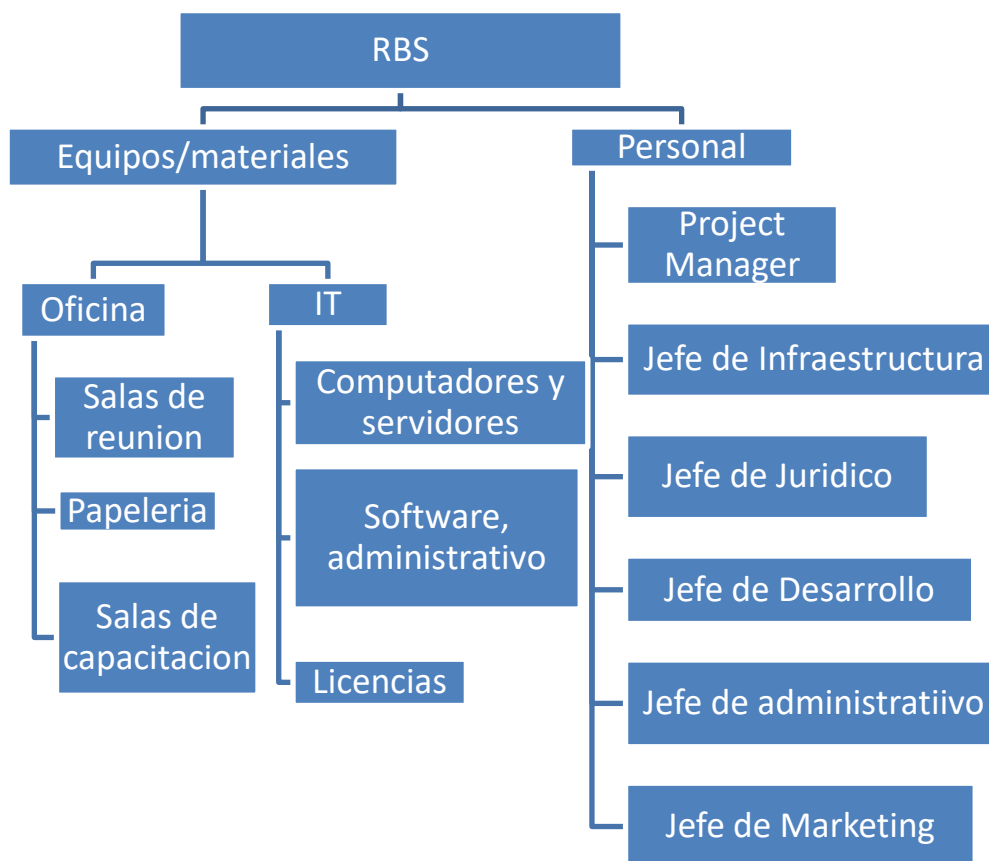 RBS
Equipos/materiales
Personal
Oficina
IT
Salas de
reunion
Papeleria
Salas de
capacitacion
Computadores y
servidores
Software,
administrativo
Licencias
Project
Manager
Jefe de Infraestructura
Jefe de Juridico
Jefe de Desarrollo
Jefe de administratiivo
Jefe de Marketing